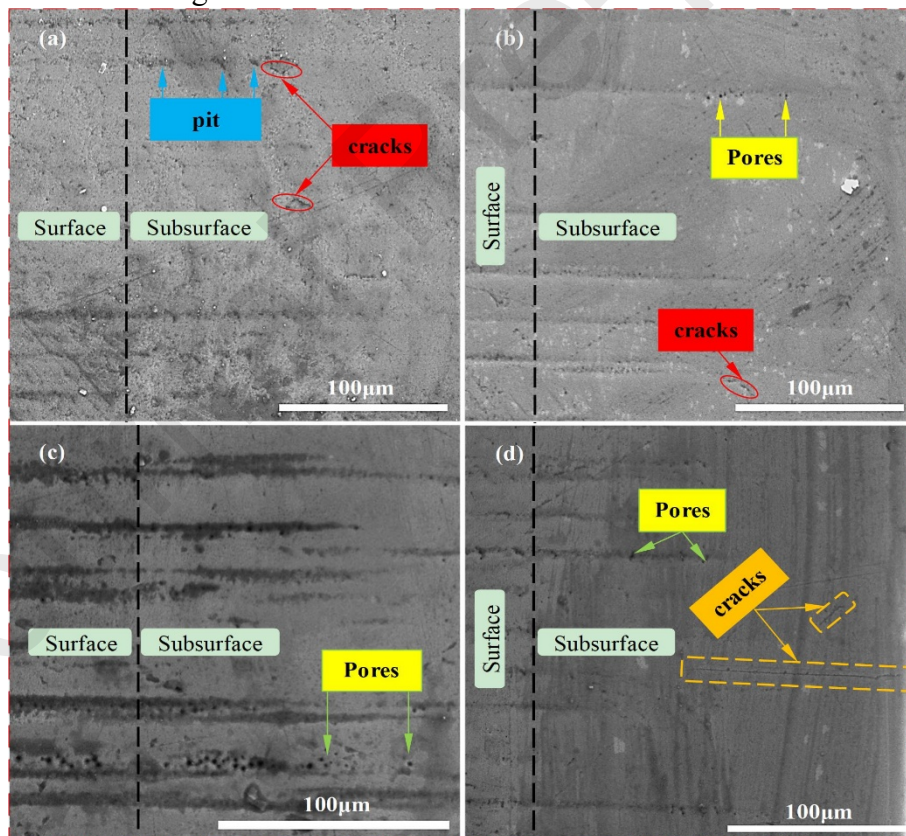 (a)
pit
cracks
Surface
Subsurface
100μm
(b)
Pores
Surface
Subsurface
cracks
100μm
(c)
Surface
Subsurface
Pores
100μm
(d)
Pores
cracks
Surface
Subsurface
100μm